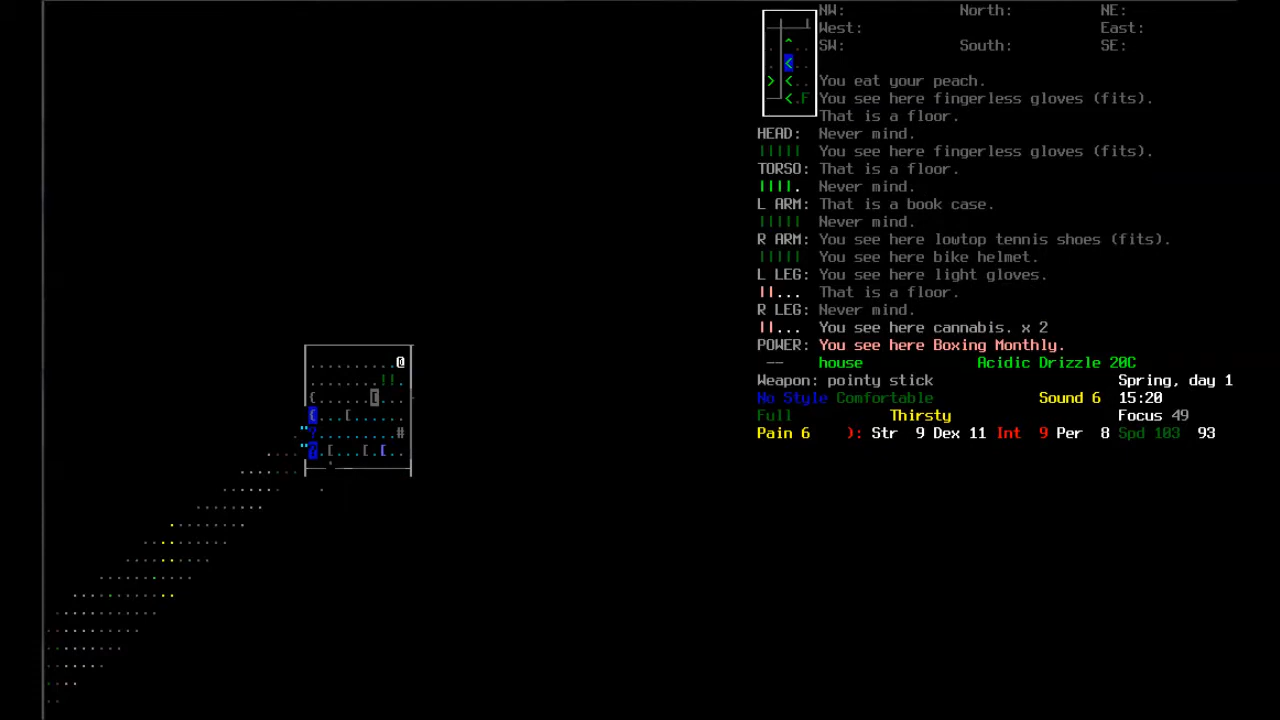 NW: North: NE:
West: East:
SW: South: SE:
You eat your peach.
You see here fingerless gloves (fits).
That is a floor.
HEAD: Never mind.
||||| You see here fingerless gloves (fits).
TORSO: That is a floor.
||||. Never mind.
L ARM: That is a book case.
||||| Never mind.
R ARM: You see here lowtop tennis shoes (fits).
||||| You see here bike helmet.
L LEG: You see here light gloves.
||... That is a floor.
R LEG: Never mind.
||... You see here cannabis. x 2
POWER: You see here Boxing Monthly.
-- house Acidic Drizzle 20C
Weapon: pointy stick Spring, day 1
No Style Comfortable Sound 6 15:20
Full Thirsty Focus 49
Pain 6 ): Str 9 Dex 11 Int 9 Per 8 Spd 103 93